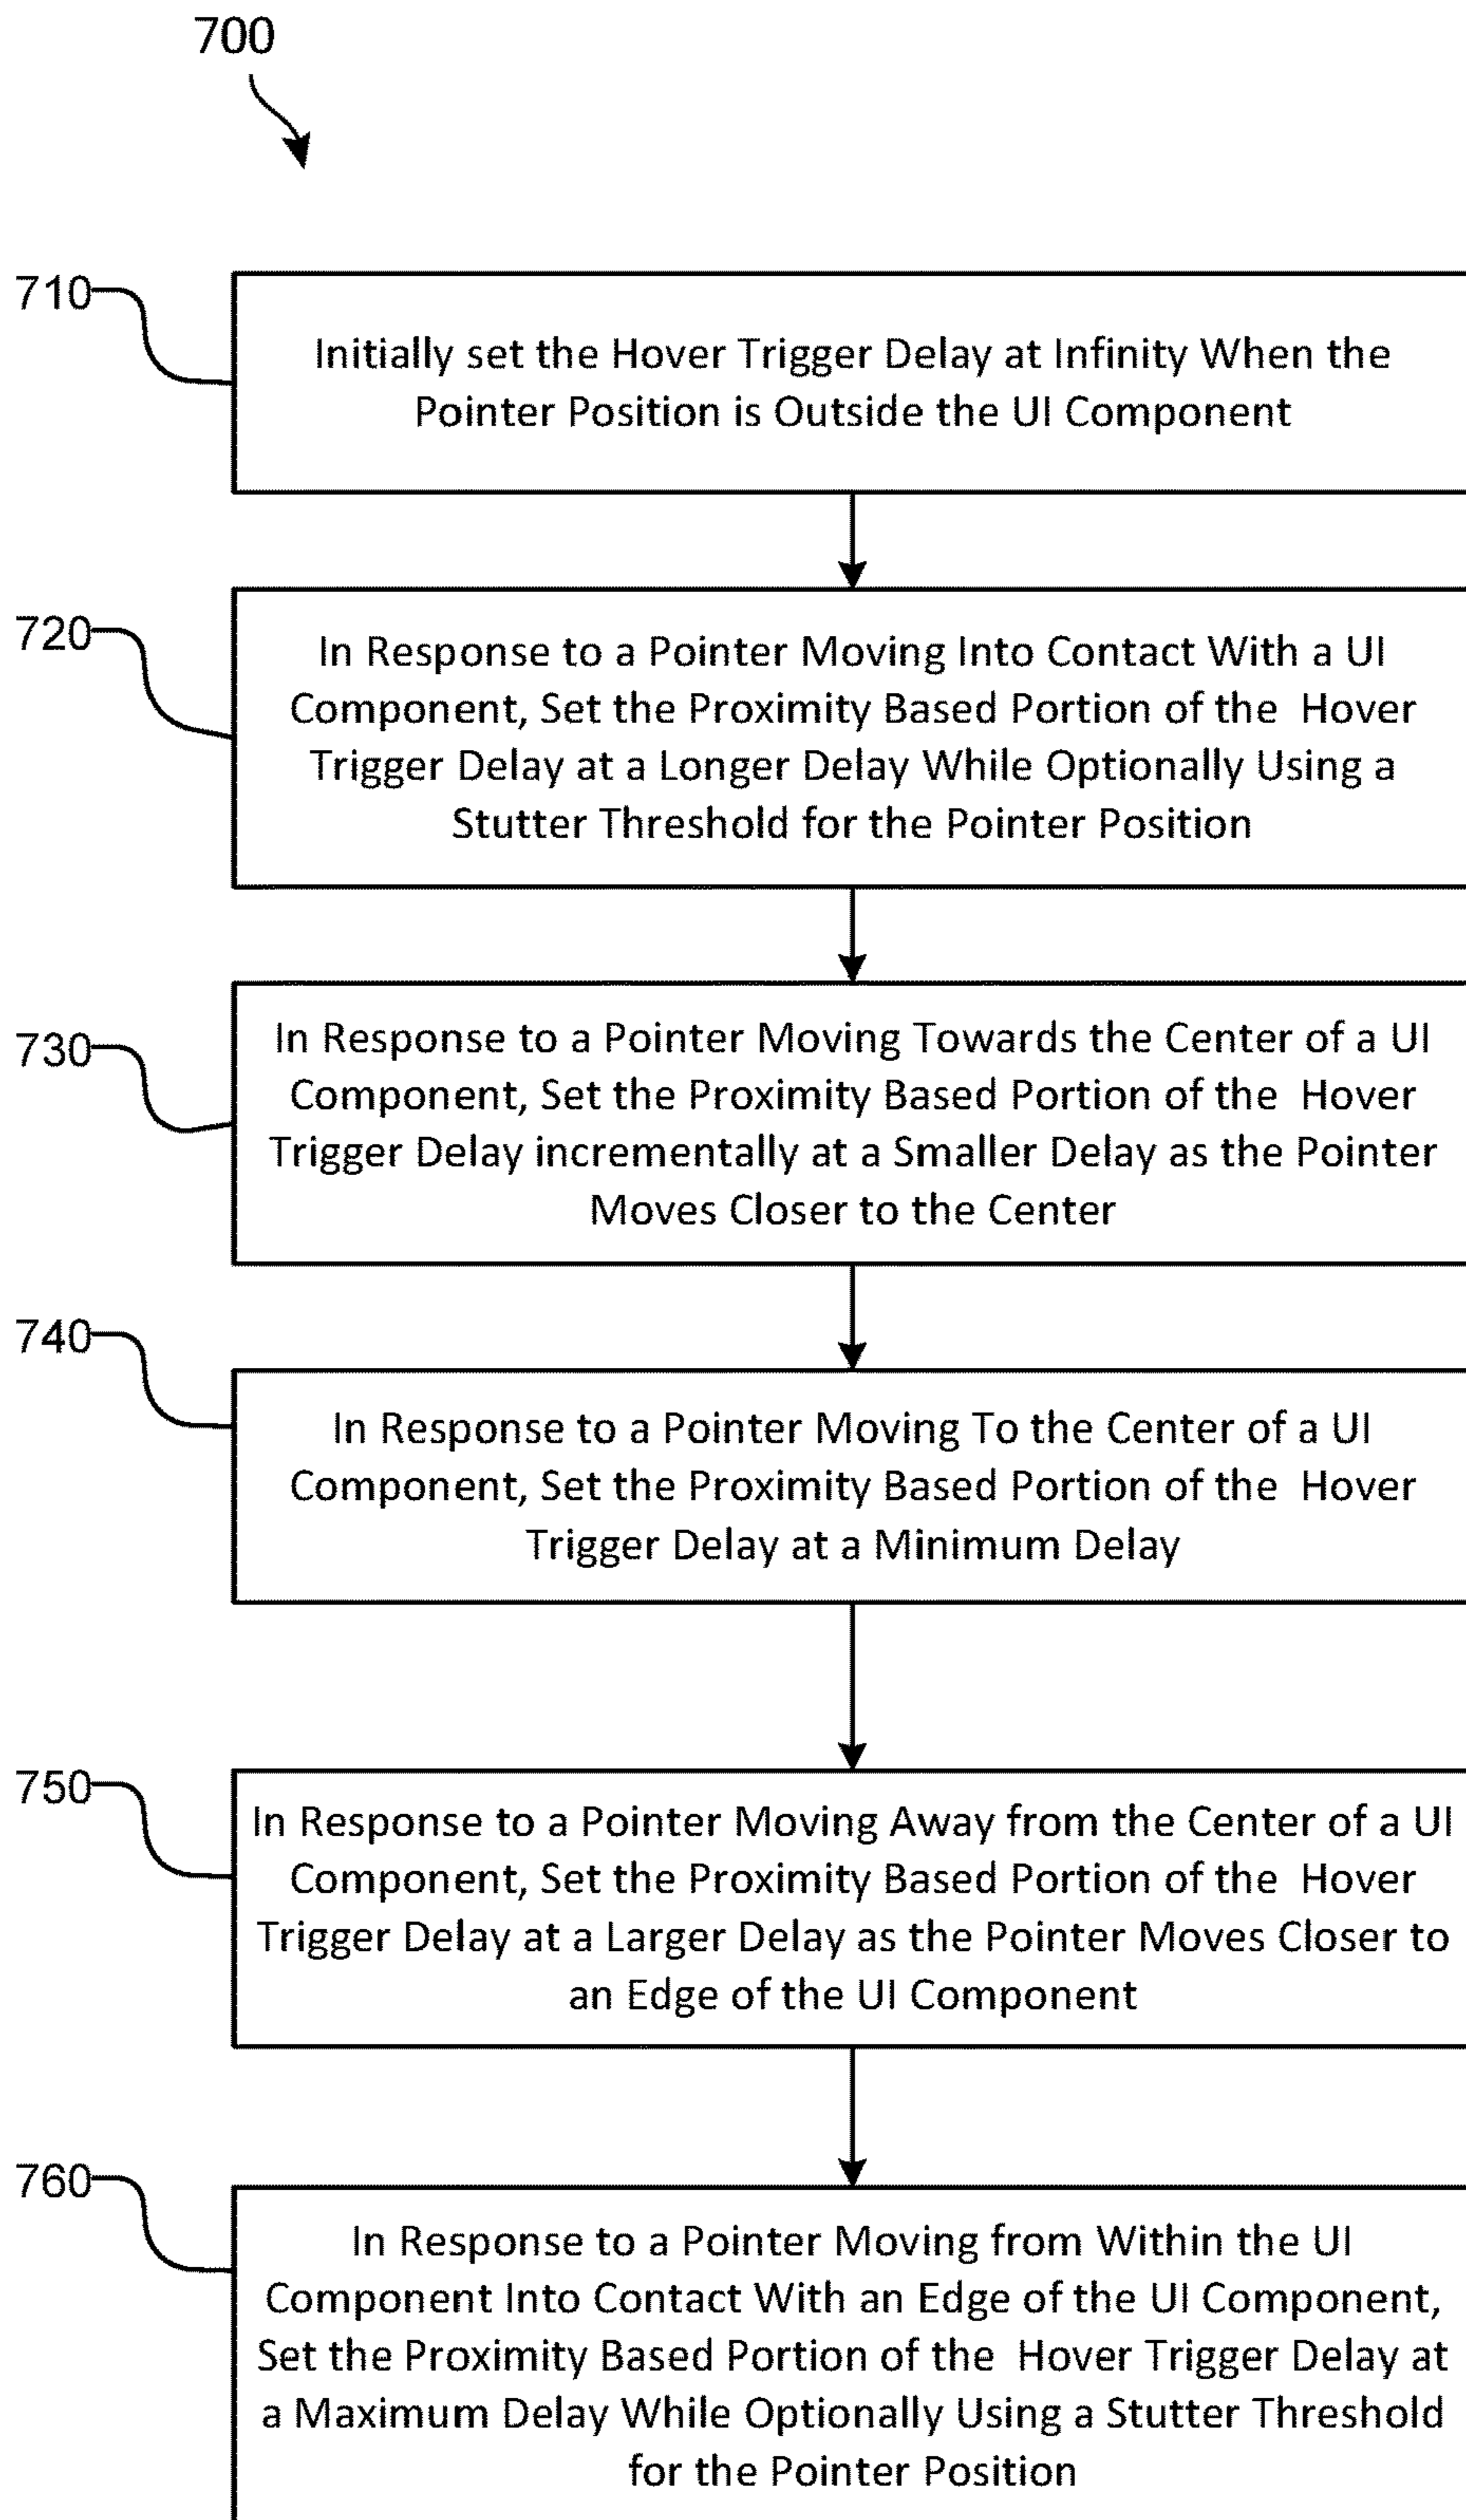 700
710
Initially set the Hover Trigger Delay at Infinity When the
Pointer Position is Outside the UI Component
720
In Response to a Pointer Moving Into Contact With a UI
Component, Set the Proximity Based Portion of the Hover
Trigger Delay at a Longer Delay While Optionally Using a
Stutter Threshold for the Pointer Position
730
In Response to a Pointer Moving Towards the Center of a UI
Component, Set the Proximity Based Portion of the Hover
Trigger Delay incrementally at a Smaller Delay as the Pointer
Moves Closer to the Center
740
In Response to a Pointer Moving To the Center of a UI
Component, Set the Proximity Based Portion of the Hover
Trigger Delay at a Minimum Delay
750
In Response to a Pointer Moving Away from the Center of a UI
Component, Set the Proximity Based Portion of the Hover
Trigger Delay at a Larger Delay as the Pointer Moves Closer to
an Edge of the UI Component
760
In Response to a Pointer Moving from Within the UI
Component Into Contact With an Edge of the UI Component,
Set the Proximity Based Portion of the Hover Trigger Delay at
a Maximum Delay While Optionally Using a Stutter Threshold
for the Pointer Position